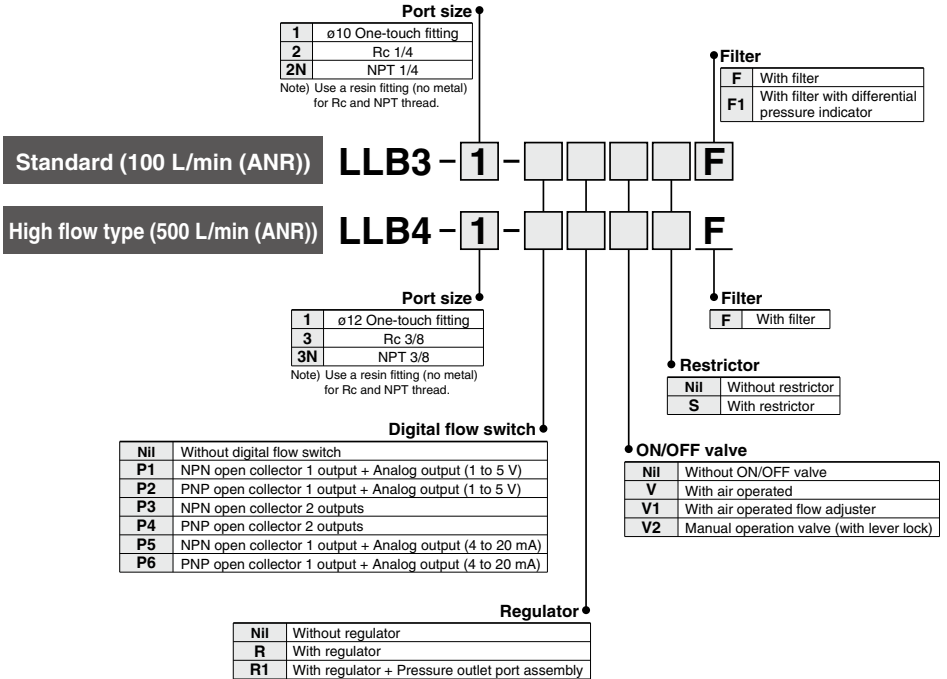 Port size
1 ø10 One-touch fitting
2 Rc 1/4
2N NPT 1/4
Note) Use a resin fitting (no metal)
for Rc and NPT thread.
Filter
F With filter
F1 With filter with differential
pressure indicator
Standard (100 L/min (ANR)) LLB3 - 1 - F
High flow type (500 L/min (ANR)) LLB4 - 1 - F
Port size
1 ø12 One-touch fitting
3 Rc 3/8
3N NPT 3/8
Note) Use a resin fitting (no metal)
for Rc and NPT thread.
Filter
F With filter
Restrictor
Nil Without restrictor
S With restrictor
Digital flow switch
Nil Without digital flow switch
P1 NPN open collector 1 output + Analog output (1 to 5 V)
P2 PNP open collector 1 output + Analog output (1 to 5 V)
P3 NPN open collector 2 outputs
P4 PNP open collector 2 outputs
P5 NPN open collector 1 output + Analog output (4 to 20 mA)
P6 PNP open collector 1 output + Analog output (4 to 20 mA)
ON/OFF valve
Nil Without ON/OFF valve
V With air operated
V1 With air operated flow adjuster
V2 Manual operation valve (with lever lock)
Regulator
Nil Without regulator
R With regulator
R1 With regulator + Pressure outlet port assembly